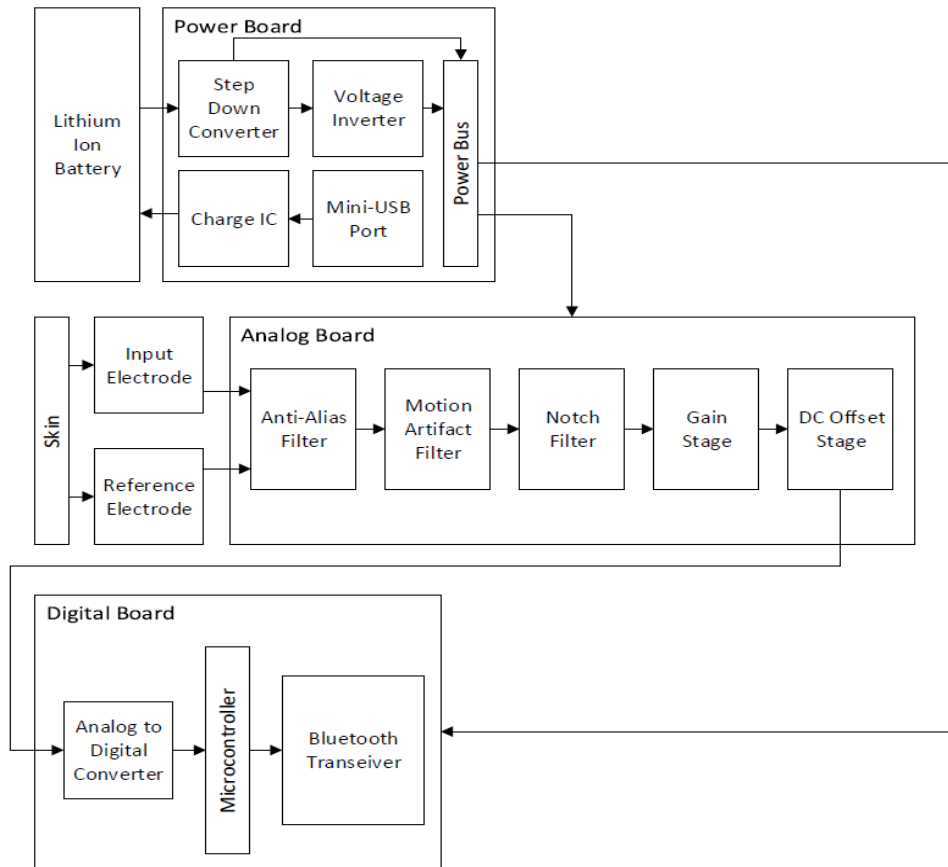 Power Board
Lithium
Ion
Battery
Step
Down
Converter
Voltage
Inverter
Power Bus
Charge IC
Mini-USB
Port
Skin
Input
Electrode
Reference
Electrode
Analog Board
Anti-Alias
Filter
Motion
Artifact
Filter
Notch
Filter
Gain
Stage
DC Offset
Stage
Digital Board
Analog to
Digital
Converter
Microcontroller
Bluetooth
Transeiver